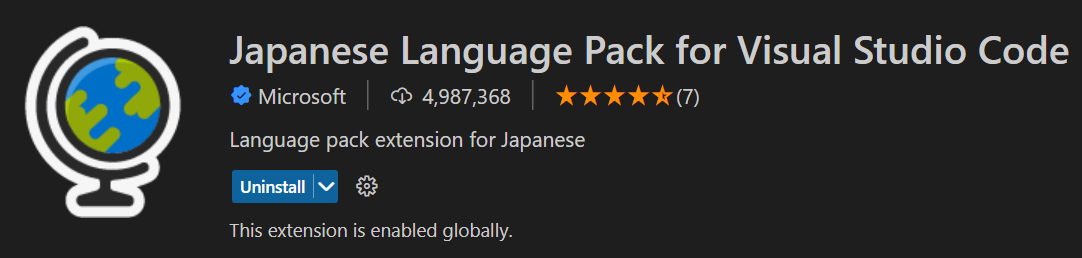 Japanese Language Pack for Visual Studio Code
Microsoft 4,987,368 (7)
Language pack extension for Japanese
Uninstall
This extension is enabled globally.